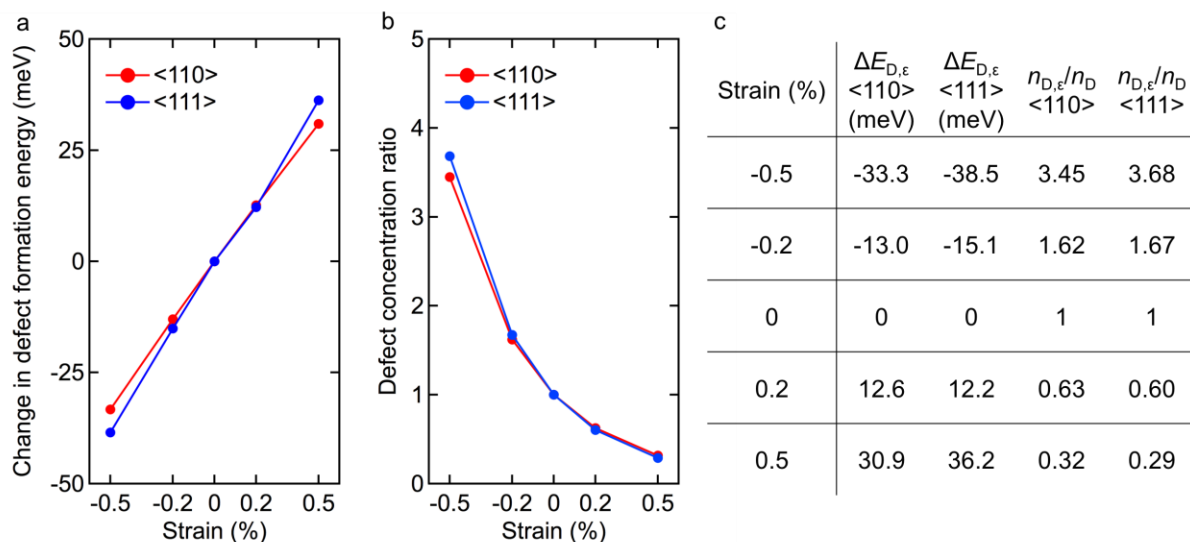 a
50
25
0
-25
-50
Change in defect formation energy (meV)
<110>
<111>
-0.5 -0.2 0 0.2 0.5
Strain (%)
b
5
4
3
2
1
0
Defect concentration ratio
<110>
<111>
-0.5 -0.2 0 0.2 0.5
Strain (%)
c
Strain (%) ΔE_D,ε <110> (meV) ΔE_D,ε <111> (meV) n_D,ε/n_D <110> n_D,ε/n_D <111>
-0.5 -33.3 -38.5 3.45 3.68
-0.2 -13.0 -15.1 1.62 1.67
0 0 0 1 1
0.2 12.6 12.2 0.63 0.60
0.5 30.9 36.2 0.32 0.29